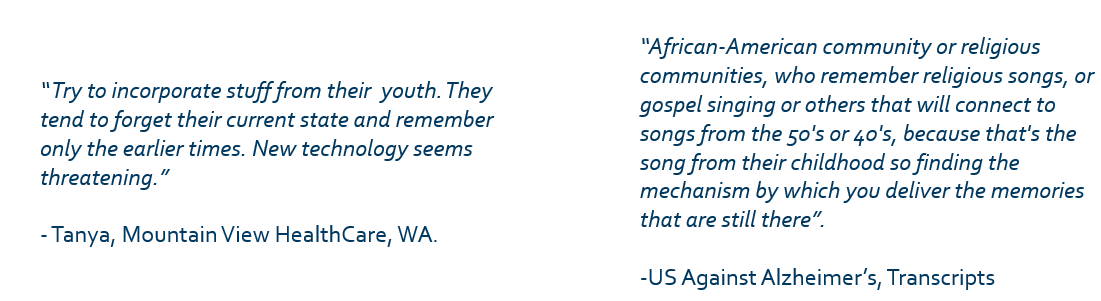 “Try to incorporate stuff from their  youth. They
tend to forget their current state and remember
only the earlier times. New technology seems
threatening.”
- Tanya, Mountain View HealthCare, WA.
“African-American community or religious
communities, who remember religious songs, or
gospel singing or others that will connect to
songs from the 50's or 40's, because that's the
song from their childhood so finding the
mechanism by which you deliver the memories
that are still there”.
-US Against Alzheimer’s, Transcripts